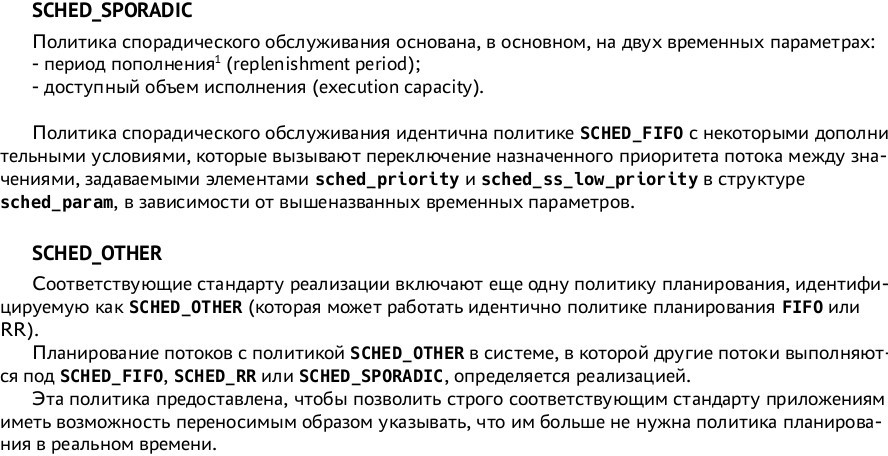 SCHED_SPORADIC
Политика спорадического обслуживания основана, в основном, на двух временных параметрах:
- период пополнения¹ (replenishment period);
- доступный объем исполнения (execution capacity).
Политика спорадического обслуживания идентична политике SCHED_FIFO с некоторыми дополни
тельными условиями, которые вызывают переключение назначенного приоритета потока между зна-
чениями, задаваемыми элементами sched_priority и sched_ss_low_priority в структуре
sched_param, в зависимости от вышеназванных временных параметров.
SCHED_OTHER
Соответствующие стандарту реализации включают еще одну политику планирования, идентифи-
цируемую как SCHED_OTHER (которая может работать идентично политике планирования FIFO или
RR).
Планирование потоков с политикой SCHED_OTHER в системе, в которой другие потоки выполняют-
ся под SCHED_FIFO, SCHED_RR или SCHED_SPORADIC, определяется реализацией.
Эта политика предоставлена, чтобы позволить строго соответствующим стандарту приложениям
иметь возможность переносимым образом указывать, что им больше не нужна политика планирова-
ния в реальном времени.